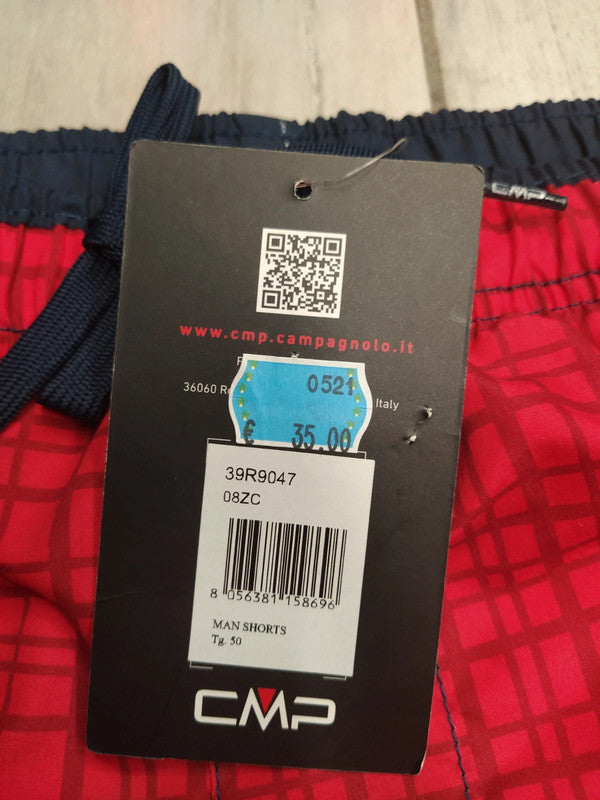 CMP
www.cmp.campagnolo.it
36060 R
Italy
0521
€ 35.00
39R9047
08ZC
8 056381 158696
MAN SHORTS
Tg. 50
CMP